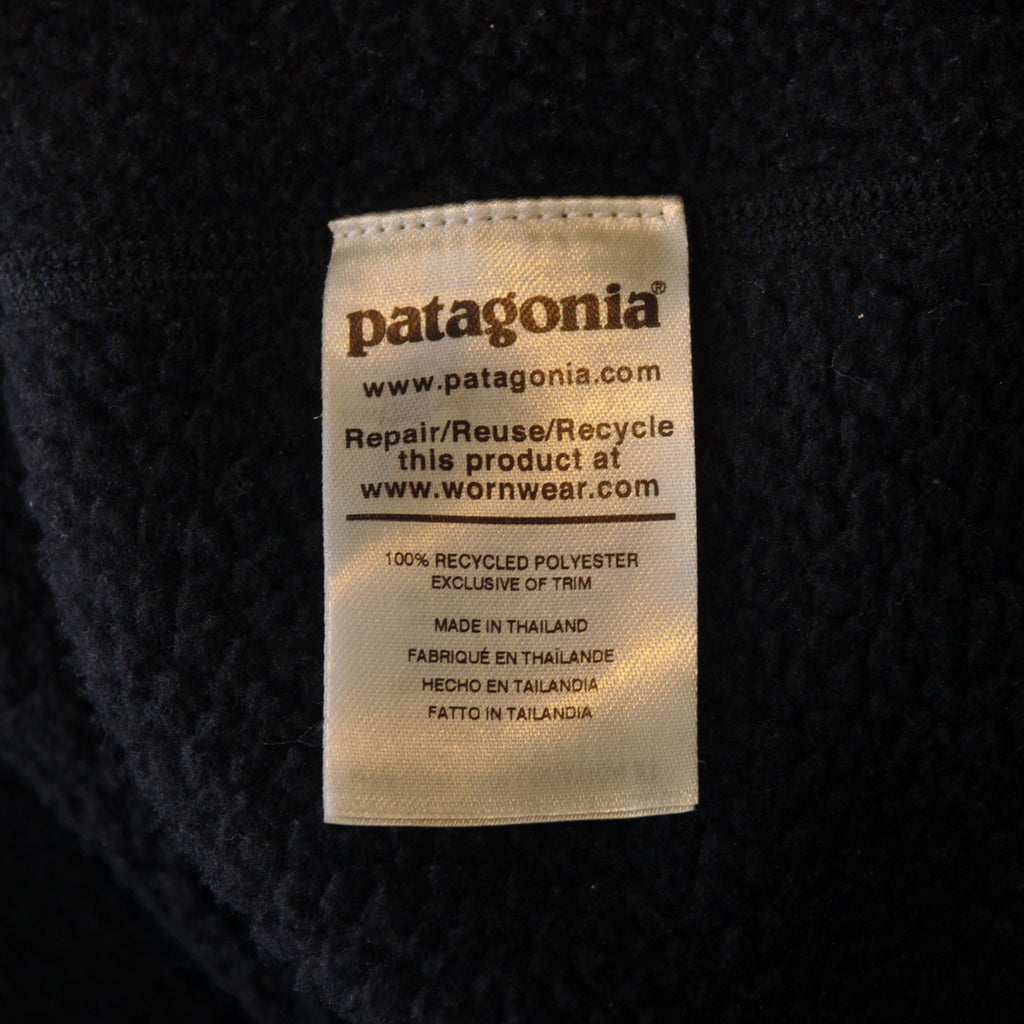 patagonia®
www.patagonia.com
Repair/Reuse/Recycle
this product at
www.wornwear.com
100% RECYCLED POLYESTER
EXCLUSIVE OF TRIM
MADE IN THAILAND
FABRIQUÉ EN THAÏLANDE
HECHO EN TAILANDIA
FATTO IN TAILANDIA